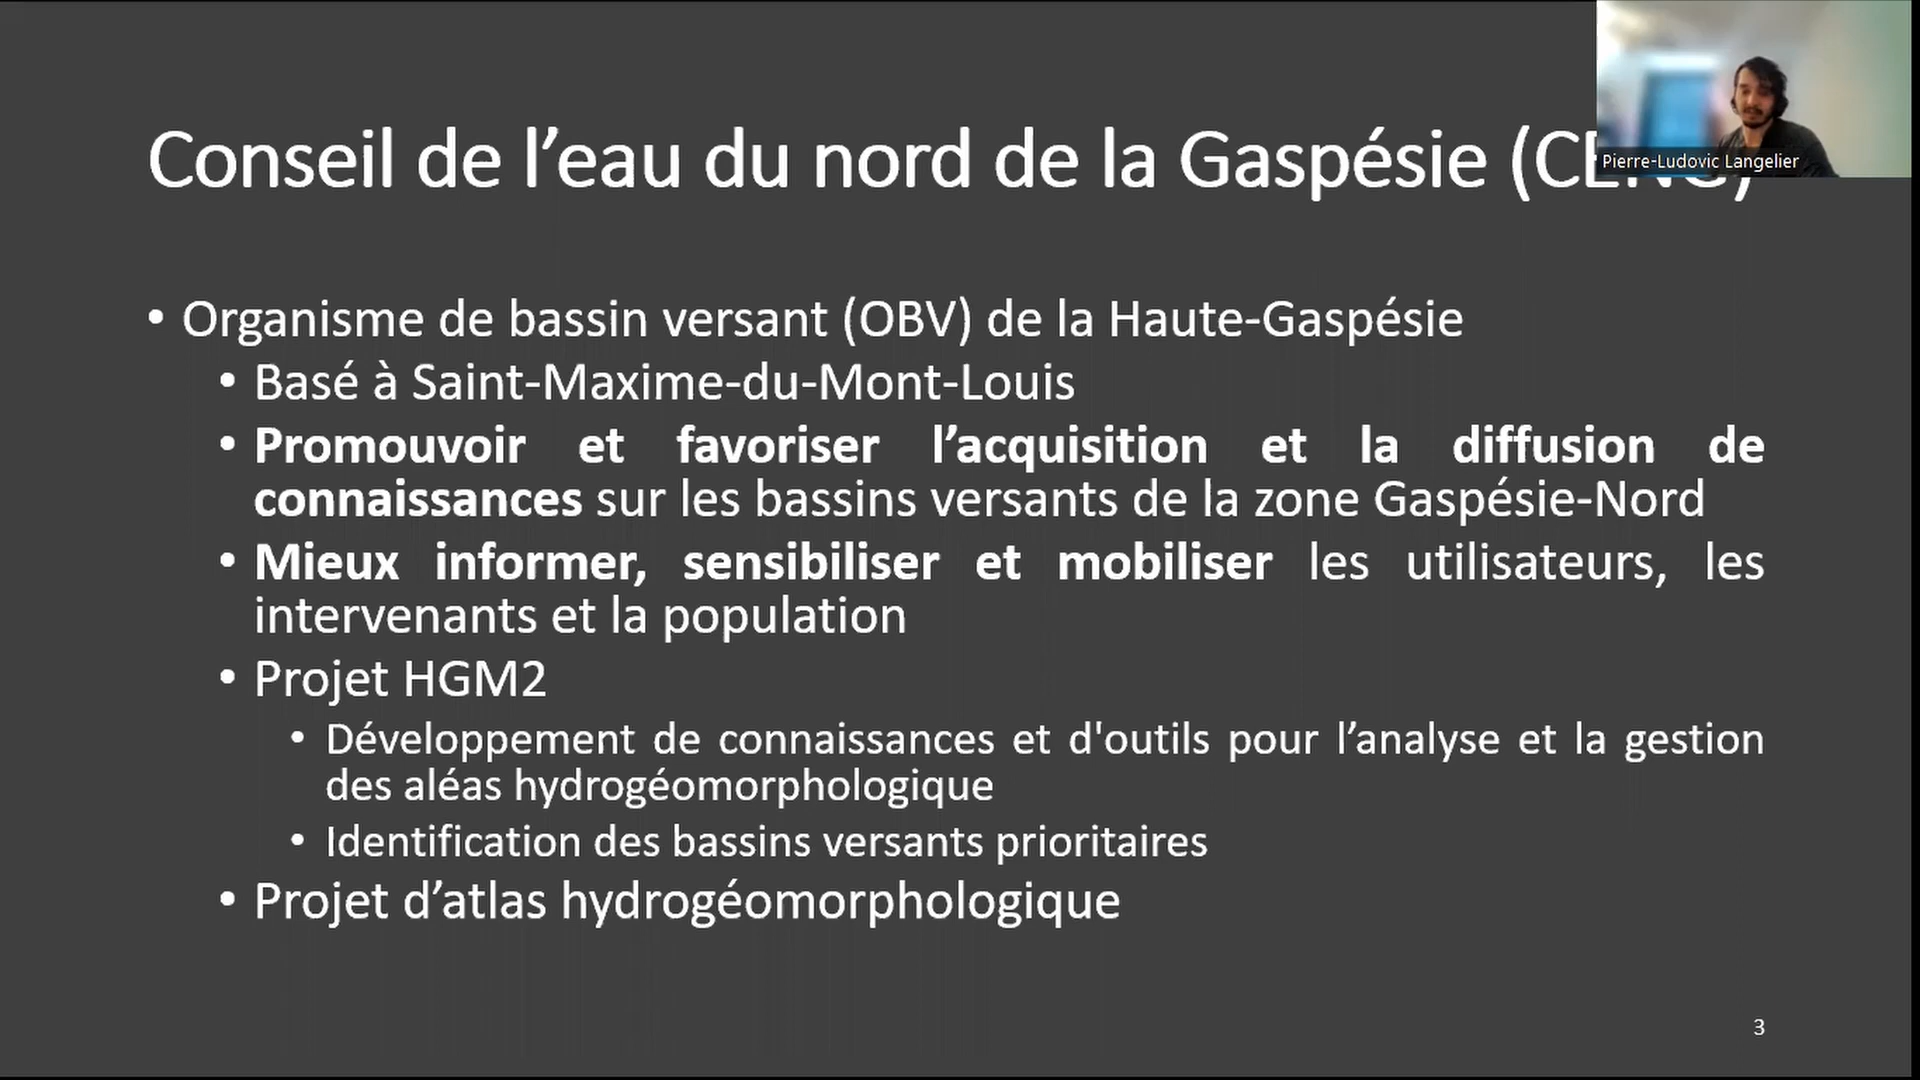 Conseil de l’eau du nord de la Gaspésie (CENG)
Pierre-Ludovic Langelier
• Organisme de bassin versant (OBV) de la Haute-Gaspésie
• Basé à Saint-Maxime-du-Mont-Louis
• Promouvoir et favoriser l’acquisition et la diffusion de
connaissances sur les bassins versants de la zone Gaspésie-Nord
• Mieux informer, sensibiliser et mobiliser les utilisateurs, les
intervenants et la population
• Projet HGM2
• Développement de connaissances et d'outils pour l’analyse et la gestion
des aléas hydrogéomorphologique
• Identification des bassins versants prioritaires
• Projet d’atlas hydrogéomorphologique
3